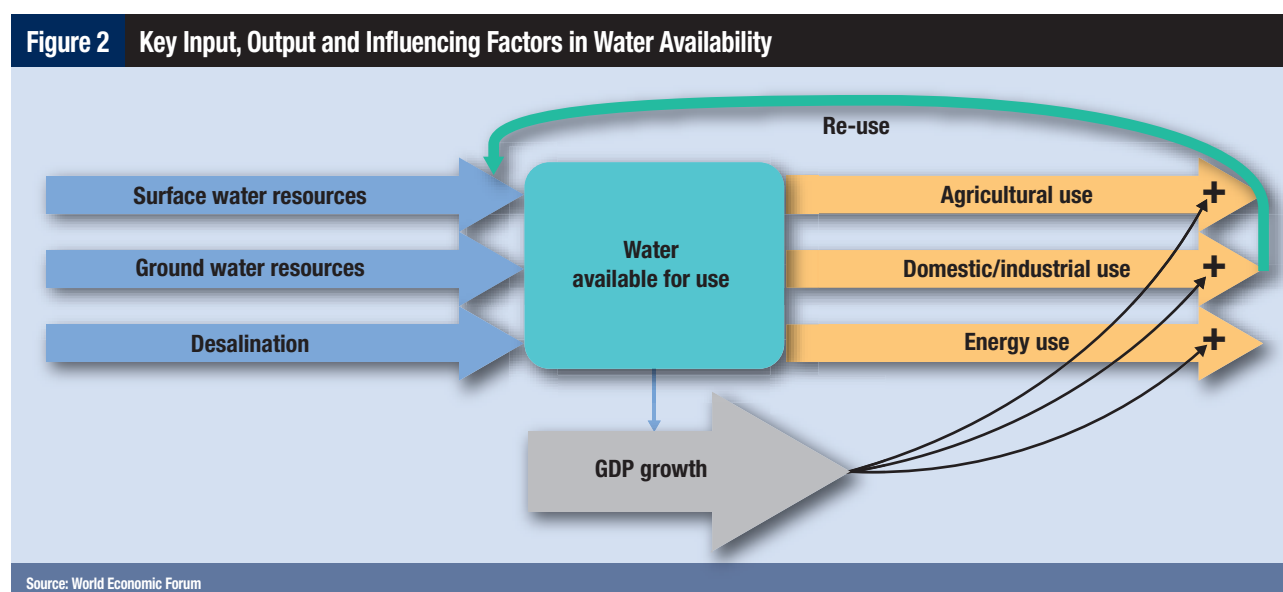 Figure 2 Key Input, Output and Influencing Factors in Water Availability
Re-use
Surface water resources
Ground water resources
Desalination
Water
available for use
Agricultural use
+
Domestic/industrial use
+
Energy use
+
GDP growth
Source: World Economic Forum